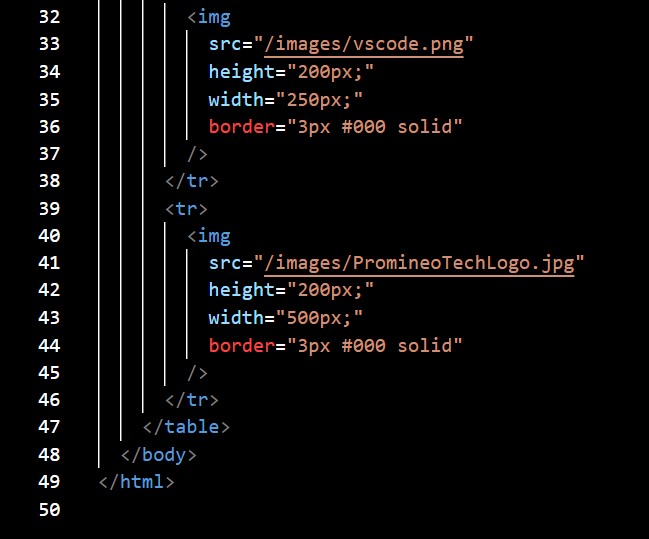 32 <img
33 src="/images/vscode.png"
34 height="200px;"
35 width="250px;"
36 border="3px #000 solid"
37 />
38 </tr>
39 <tr>
40 <img
41 src="/images/PromineoTechLogo.jpg"
42 height="200px;"
43 width="500px;"
44 border="3px #000 solid"
45 />
46 </tr>
47 </table>
48 </body>
49 </html>
50